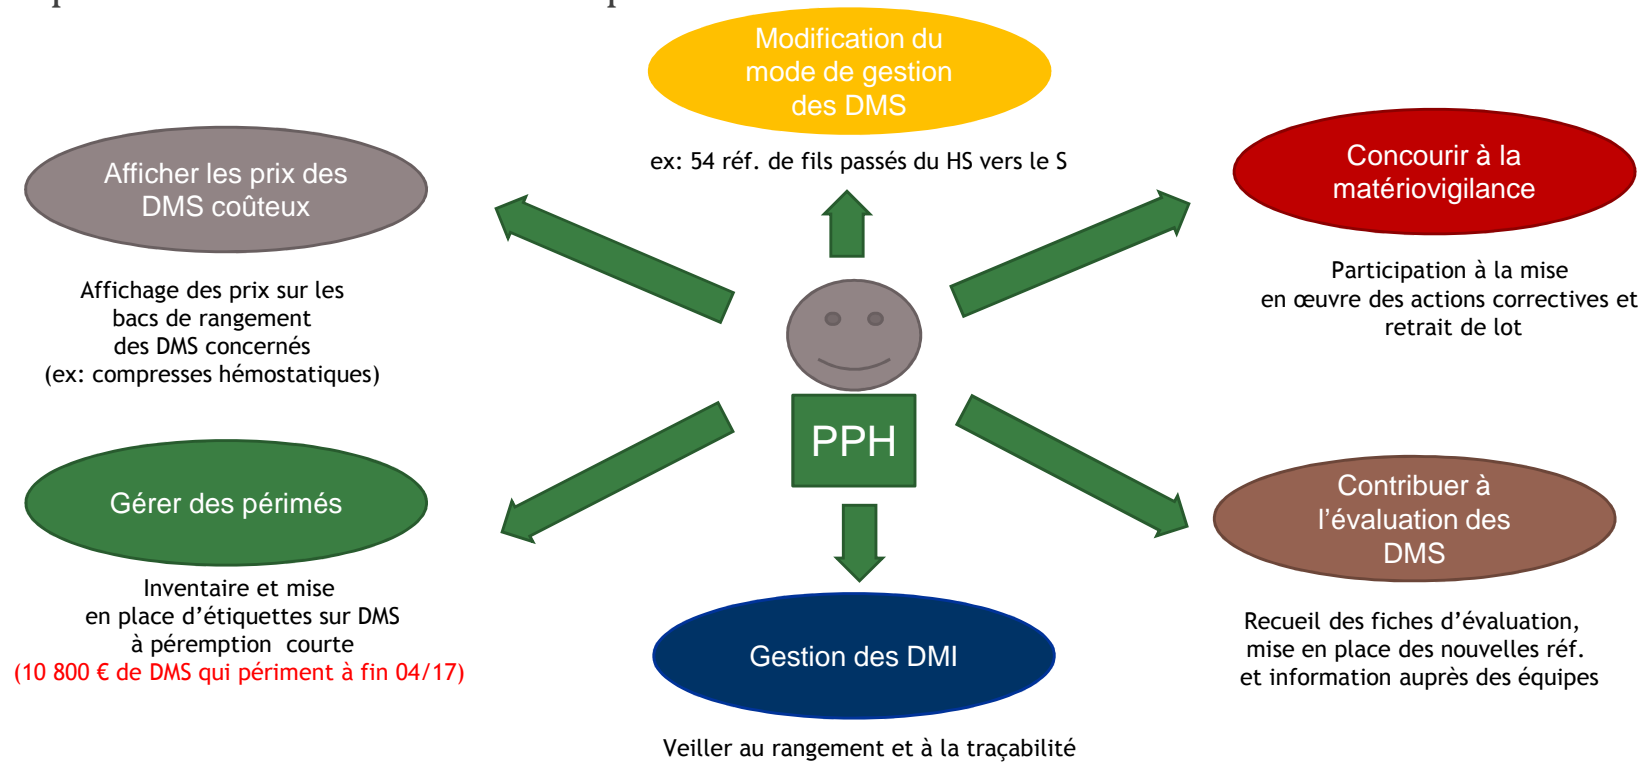 Modification du
mode de gestion
des DMS
ex: 54 réf. de fils passés du HS vers le S
Afficher les prix des
DMS coûteux
Affichage des prix sur les
bacs de rangement
des DMS concernés
(ex: compresses hémostatiques)
Concourir à la
matériovigilance
Participation à la mise
en œuvre des actions correctives et
retrait de lot
PPH
Gérer des périmés
Inventaire et mise
en place d’étiquettes sur DMS
à péremption courte
(10 800 € de DMS qui périment à fin 04/17)
Contribuer à
l’évaluation des
DMS
Recueil des fiches d’évaluation,
mise en place des nouvelles réf.
et information auprès des équipes
Gestion des DMI
Veiller au rangement et à la traçabilité